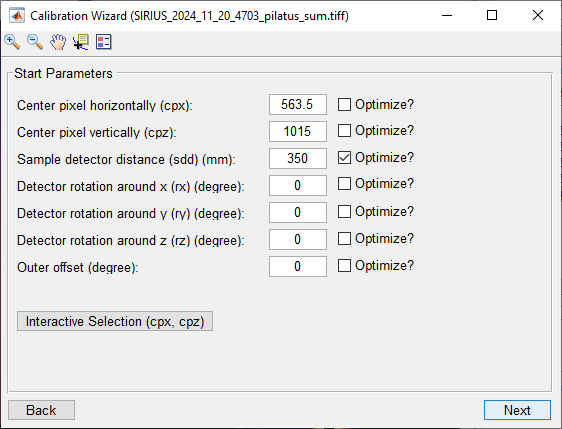 Calibration Wizard (SIRIUS_2024_11_20_4703_pilatus_sum.tiff)
Start Parameters
Center pixel horizontally (cpx): 563.5 Optimize?
Center pixel vertically (cpz): 1015 Optimize?
Sample detector distance (sdd) (mm): 350 Optimize?
Detector rotation around x (rx) (degree): 0 Optimize?
Detector rotation around y (ry) (degree): 0 Optimize?
Detector rotation around z (rz) (degree): 0 Optimize?
Outer offset (degree): 0 Optimize?
Interactive Selection (cpx, cpz)
Back Next